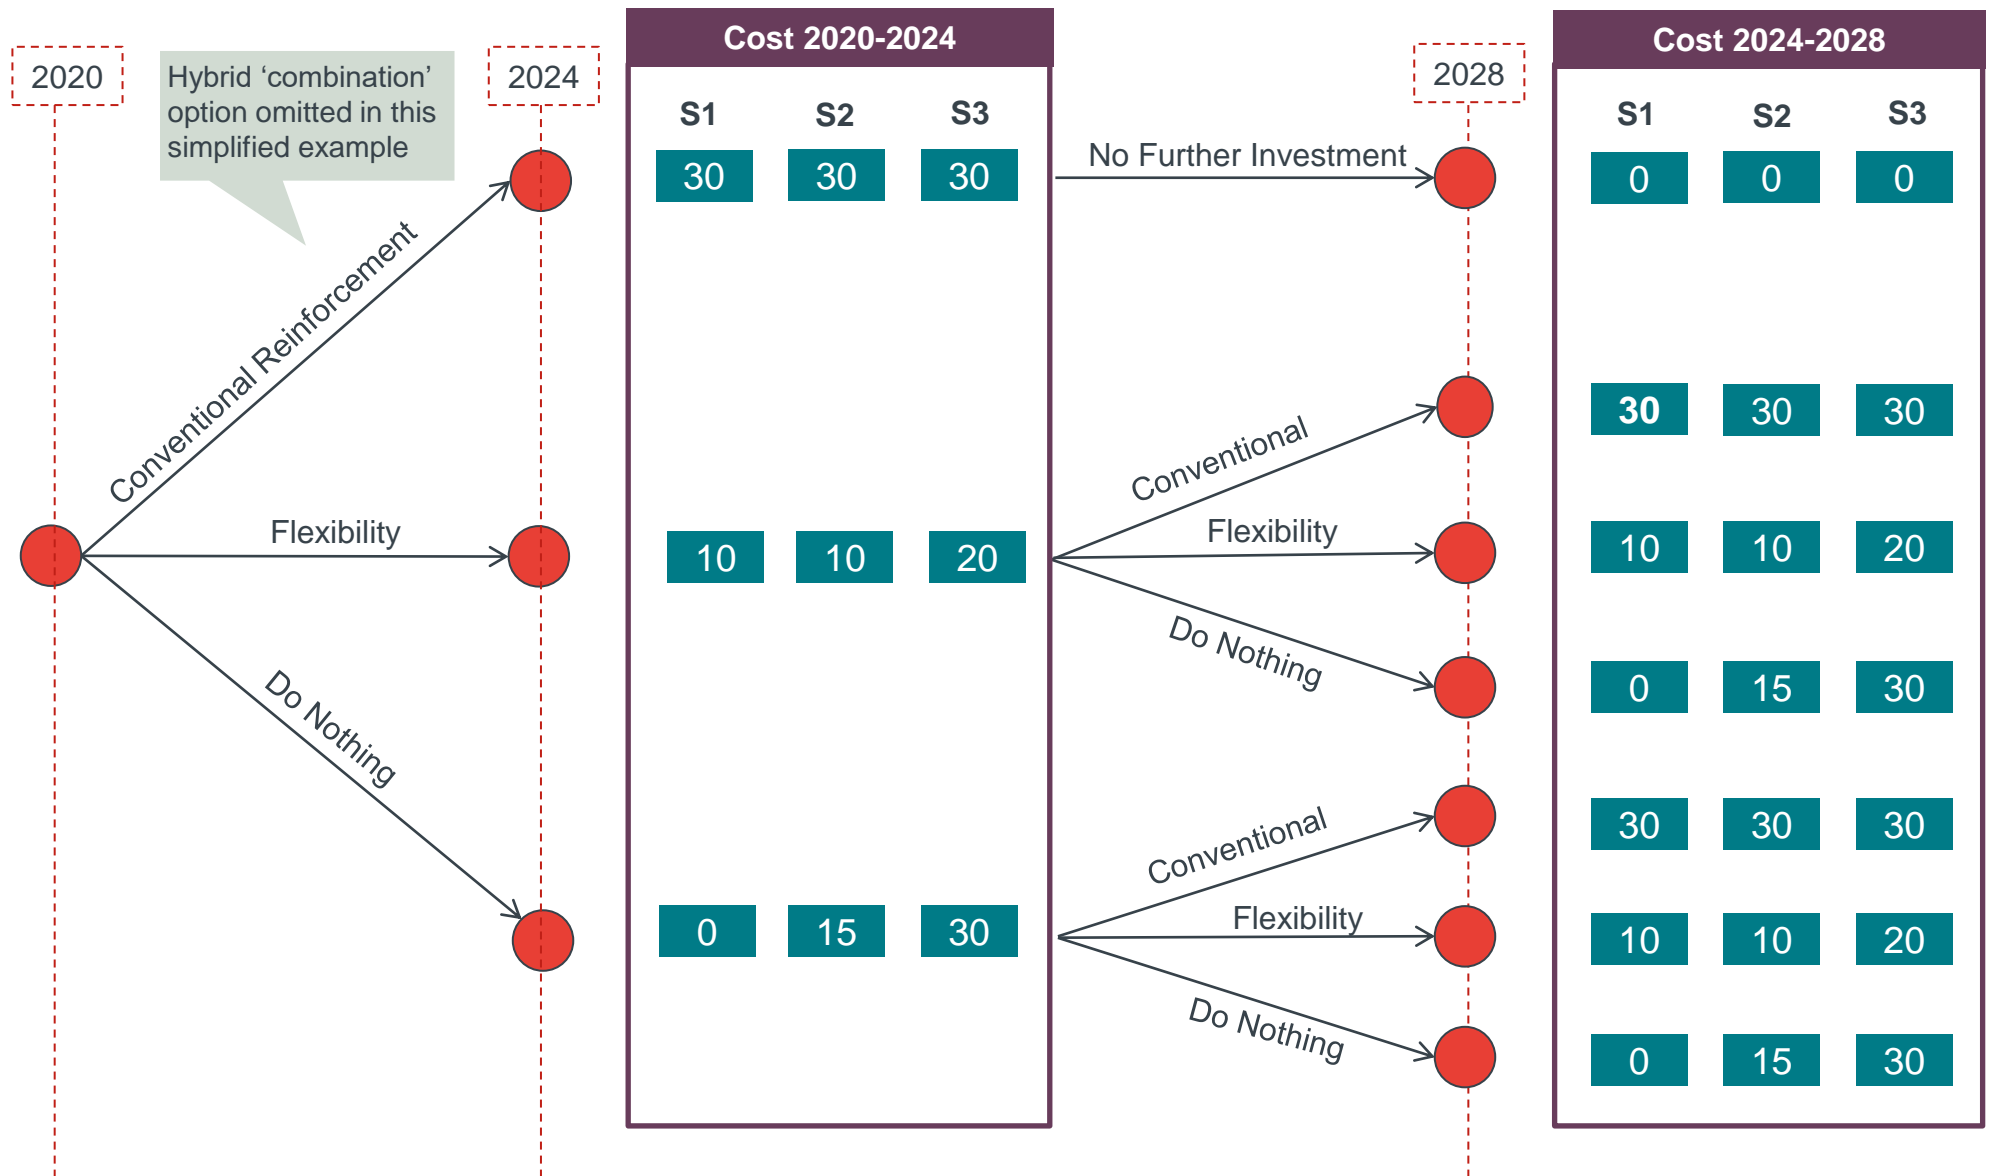 2020
Hybrid ‘combination’
option omitted in this
simplified example
2024
Cost 2020-2024
2028
Cost 2024-2028
S1 S2 S3
S1 S2 S3
Conventional Reinforcement
30 30 30
No Further Investment
0 0 0
Conventional
30 30 30
Flexibility
10 10 20
Flexibility
10 10 20
Do Nothing
0 15 30
Do Nothing
0 15 30
Conventional
30 30 30
Flexibility
10 10 20
Do Nothing
0 15 30